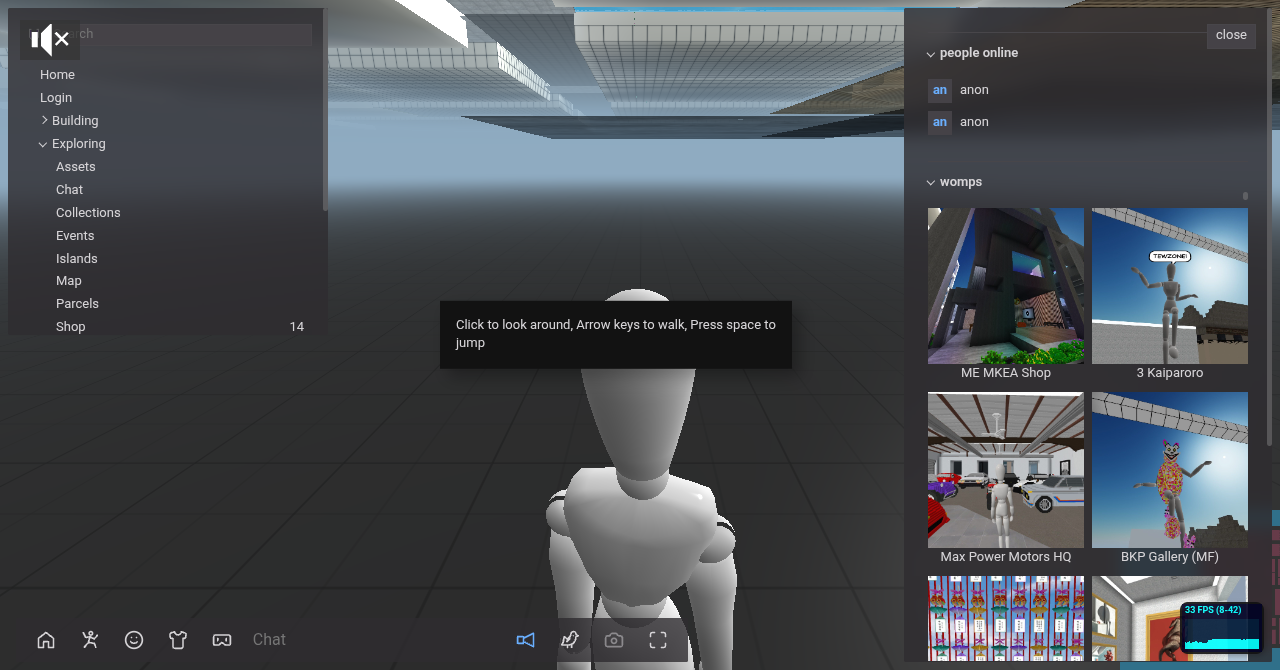 Home
Login
Building
Exploring
Assets
Chat
Collections
Events
Islands
Map
Parcels
Shop 14
Click to look around, Arrow keys to walk, Press space to
jump
Chat
close
people online
an anon
an anon
womps
TEWZONE!
ME MKEA Shop
3 Kaiparoro
Max Power Motors HQ
BKP Gallery (MF)
33 FPS (8-42)